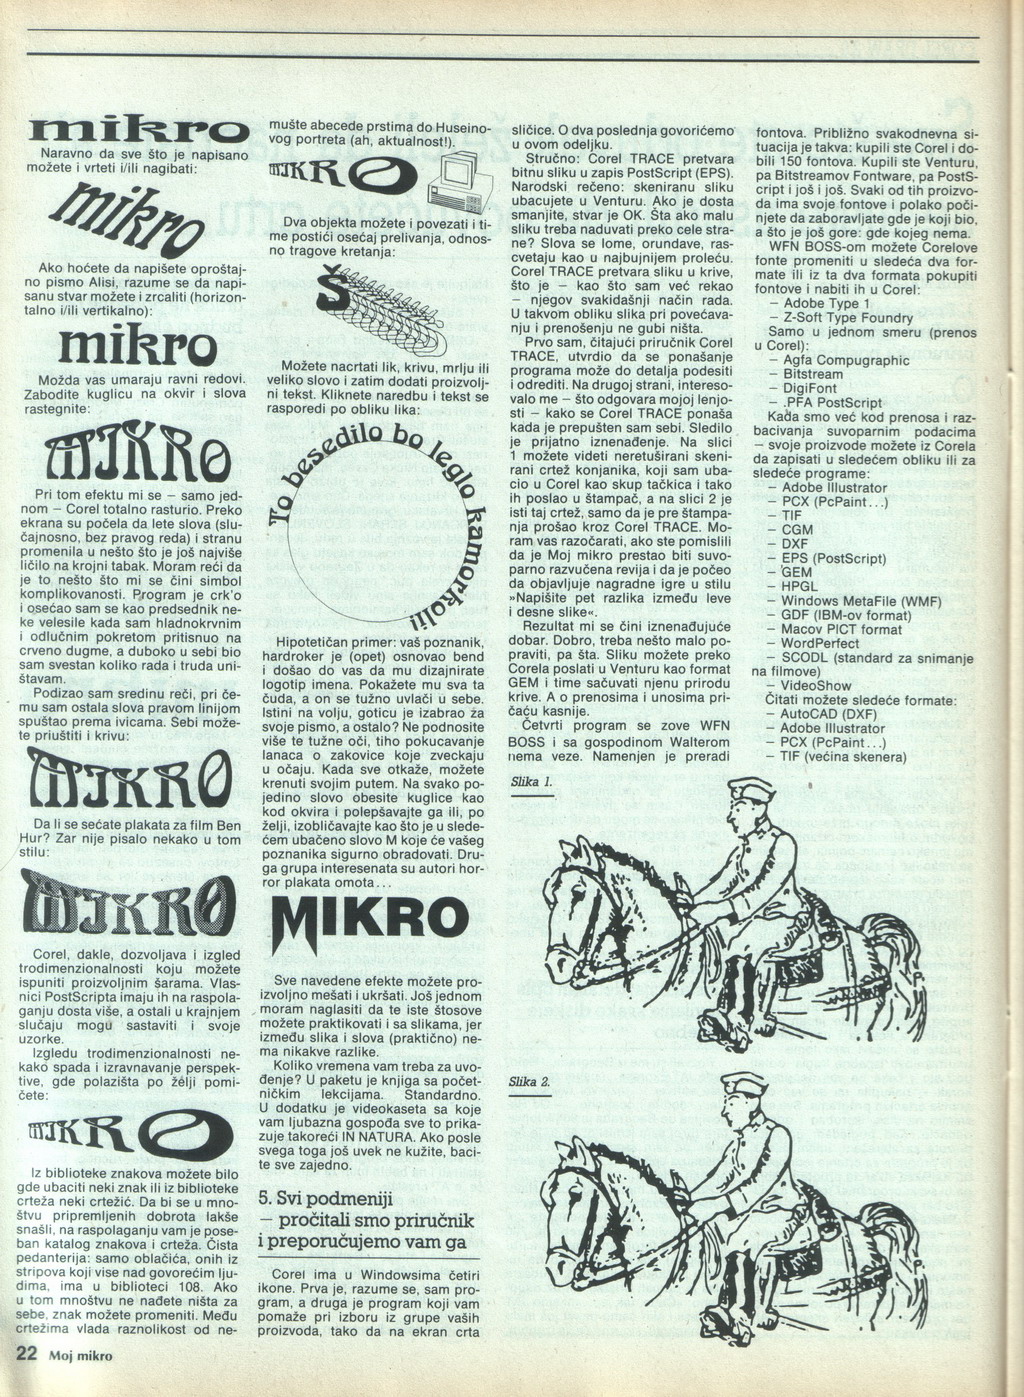 mikro
Naravno da sve što je napisano
možete i vrteti i/ili nagibati:
mikro
Ako hoćete da napišete oproštaj-
no pismo Alisi, razume se da napi-
sanu stvar možete i zrcaliti (horizon-
talno i/ili vertikalno):
mikro
Možda vas umaraju ravni redovi.
Zabodite kuglicu na okvir i slova
rastegnite:
MIKRO
Pri tom efektu mi se — samo jed-
nom — Corel totalno rasturio. Preko
ekrana su počela da lete slova (slu-
čajnosno, bez pravog reda) i stranu
promenila u nešto što je još najviše
ličilo na krojni tabak. Moram reći da
je to nešto što mi se čini simbol
komplikovanosti. Program je crk'o
i osećao sam se kao predsednik ne-
ke velesile kada sam hladnokrvnim
i odlučnim pokretom pritisnuo na
crveno dugme, a duboko u sebi bio
sam svestan koliko rada i truda uni-
štavam.
Podizao sam sredinu reči, pri če-
mu sam ostala slova pravom linijom
spuštao prema ivicama. Sebi može-
te priuštiti i krivu:
MIKRO
Da li se sećate plakata za film Ben
Hur? Zar nije pisalo nekako u tom
stilu:
MIKRO
Corel, dakle, dozvoljava i izgled
trodimenzionalnosti koju možete
ispuniti proizvoljnim šarama. Vlas-
nici PostScripta imaju ih na raspola-
ganju dosta više, a ostali u krajnjem
slučaju mogu sastaviti i svoje
uzorke.
Izgledu trodimenzionalnosti ne-
kako spada i izravnavanje perspek-
tive, gde polazišta po želji pomi-
čete:
MIKRO
Iz biblioteke znakova možete bilo
gde ubaciti neki znak ili iz biblioteke
crteža neki crtežić. Da bi se u mno-
štvu pripremljenih dobrota lakše
snašli, na raspolaganju vam je pose-
ban katalog znakova i crteža. Čista
pedanterija: samo oblačića, onih iz
stripova koji vise nad govorećim lju-
dima, ima u biblioteci 108. Ako
u tom mnoštvu ne nađete ništa za
sebe, znak možete promeniti. Među
crtežima vlada raznolikost od ne-
mušte abecede prstima do Huseino-
vog portreta (ah, aktualnost!).
MIKRO
Dva objekta možete i povezati i ti-
me postići osećaj prelivanja, odnos-
no tragove kretanja:
Š
Možete nacrtati lik, krivu, mrlju ili
veliko slovo i zatim dodati proizvolj-
ni tekst. Kliknete naredbu i tekst se
rasporedi po obliku lika:
To besedilo bo leglo kamorkoli!
Hipotetičan primer: vaš poznanik,
hardroker je (opet) osnovao bend
i došao do vas da mu dizajnirate
logotip imena. Pokažete mu sva ta
čuda, a on se tužno uvlači u sebe.
Istini na volju, goticu je izabrao za
svoje pismo, a ostalo? Ne podnosite
više te tužne oči, tiho pokucavanje
lanaca o zakovice koje zveckaju
u očaju. Kada sve otkaže, možete
krenuti svojim putem. Na svako po-
jedino slovo obesite kuglice kao
kod okvira i polepšavajte ga ili, po
želji, izobličavajte kao što je u slede-
ćem ubačeno slovo M koje će vašeg
poznanika sigurno obradovati. Dru-
ga grupa interesenata su autori hor-
ror plakata omota...
MIKRO
Sve navedene efekte možete pro-
izvoljno mešati i ukršati. Još jednom
moram naglasiti da te iste štosove
možete praktikovati i sa slikama, jer
između slika i slova (praktično) ne-
ma nikakve razlike.
Koliko vremena vam treba za uvo-
đenje? U paketu je knjiga sa počet-
ničkim lekcijama. Standardno.
U dodatku je videokaseta sa koje
vam ljubazna gospođa sve to prika-
zuje takoreći IN NATURA. Ako posle
svega toga još uvek ne kužite, baci-
te sve zajedno.
5. Svi podmeniji
— pročitali smo priručnik
i preporučujemo vam ga
Corel ima u Windowsima četiri
ikone. Prva je, razume se, sam pro-
gram, a druga je program koji vam
pomaže pri izboru iz grupe vaših
proizvoda, tako da na ekran crta
sličice. O dva poslednja govorićemo
u ovom odeljku.
Stručno: Corel TRACE pretvara
bitnu sliku u zapis PostScript (EPS).
Narodski rečeno: skeniranu sliku
ubacujete u Venturu. Ako je dosta
smanjite, stvar je OK. Šta ako malu
sliku treba naduvati preko cele stra-
ne? Slova se lome, orundave, ras-
cvetaju kao u najbujnijem proleću.
Corel TRACE pretvara sliku u krive,
što je — kao što sam već rekao
— njegov svakidašnji način rada.
U takvom obliku slika pri povećava-
nju i prenošenju ne gubi ništa.
Prvo sam, čitajući priručnik Corel
TRACE, utvrdio da se ponašanje
programa može do detalja podesiti
i odrediti. Na drugoj strani, intereso-
valo me — što odgovara mojoj lenjo-
sti — kako se Corel TRACE ponaša
kada je prepušten sam sebi. Sledilo
je prijatno iznenađenje. Na slici
1 možete videti neretuširani skeni-
rani crtež konjanika, koji sam uba-
cio u Corel kao skup tačkica i tako
ih poslao u štampač, a na slici 2 je
isti taj crtež, samo da je pre štampa-
nja prošao kroz Corel TRACE. Mo-
ram vas razočarati, ako ste pomislili
da je Moj mikro prestao biti suvo-
parno razvučena revija i da je počeo
da objavljuje nagradne igre u stilu
»Napišite pet razlika između leve
i desne slike«.
Rezultat mi se čini iznenađujuće
dobar. Dobro, treba nešto malo po-
praviti, pa šta. Sliku možete preko
Corela poslati u Venturu kao format
GEM i time sačuvati njenu prirodu
krive. A o prenosima i unosima pri-
čaću kasnije.
Četvrti program se zove WFN
BOSS i sa gospodinom Walterom
nema veze. Namenjen je preradi
fontova. Približno svakodnevna si-
tuacija je takva: kupili ste Corel i do-
bili 150 fontova. Kupili ste Venturu,
pa Bitstreamov Fontware, pa PostS-
cript i još i još. Svaki od tih proizvo-
da ima svoje fontove i polako poči-
njete da zaboravljate gde je koji bio,
a što je još gore: gde kojeg nema.
WFN BOSS-om možete Corelove
fonte promeniti u sledeća dva for-
mate ili iz ta dva formata pokupiti
fontove i nabiti ih u Corel:
— Adobe Type 1
— Z-Soft Type Foundry
Samo u jednom smeru (prenos
u Corel):
— Agfa Compugraphic
— Bitstream
— DigiFont
— .PFA PostScript
Kada smo već kod prenosa i raz-
bacivanja suvoparnim podacima
— svoje proizvode možete iz Corela
da zapisati u sledećem obliku ili za
sledeće programe:
— Adobe Illustrator
— PCX (PcPaint...)
— TIF
— CGM
— DXF
— EPS (PostScript)
— GEM
— HPGL
— Windows MetaFile (WMF)
— GDF (IBM-ov format)
— Macov PICT format
— WordPerfect
— SCODL (standard za snimanje
na filmove)
— VideoShow
Čitati možete sledeće formate:
— AutoCAD (DXF)
— Adobe Illustrator
— PCX (PcPaint...)
— TIF (većina skenera)
Slika 1.
Slika 2.
22 Moj mikro